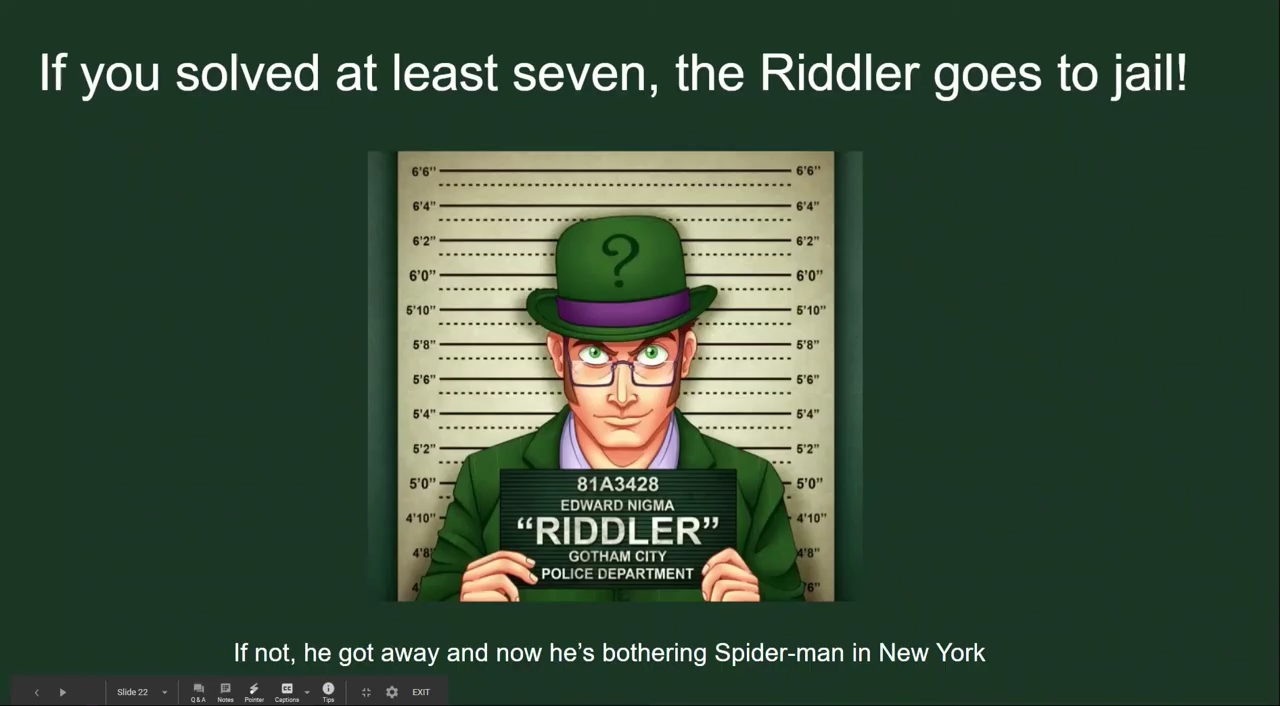 If you solved at least seven, the Riddler goes to jail!
6'6" 6'6"
6'4" 6'4"
?
6'2" 6'2"
6'0" 6'0"
5'10" 5'10"
5'8" 5'8"
5'6" 5'6"
5'4" 5'4"
5'2" 5'2"
81A3428
5'0" 5'0"
EDWARD NIGMA
4'10" 4'10"
"RIDDLER"
GOTHAM CITY
4'8" 4'8"
POLICE DEPARTMENT
If not, he got away and now he's bothering Spider-man in New York
Slide 22 Q & A Notes Pointer CC Captions Tips EXIT